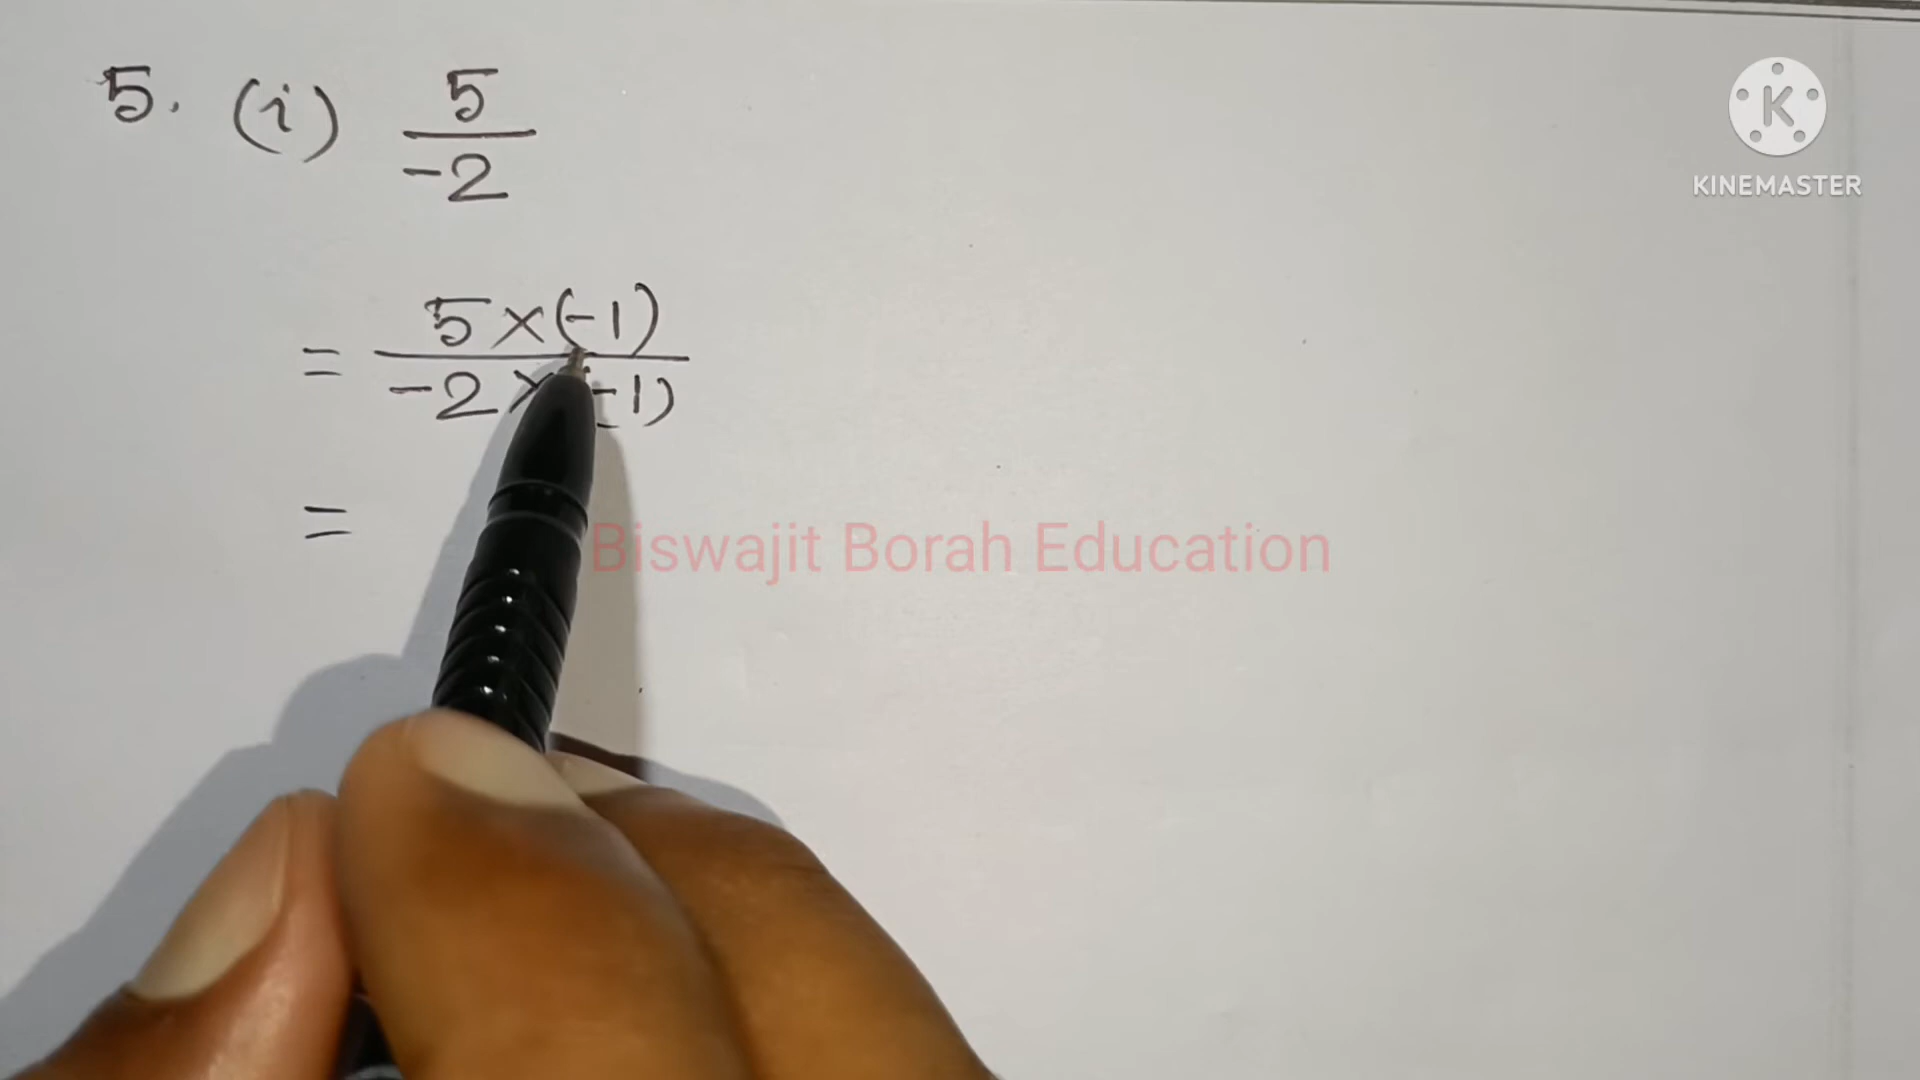 5. (i) 5/-2
KINEMASTER
= 5×(-1)/-2×(-1)
=
Biswajit Borah Education